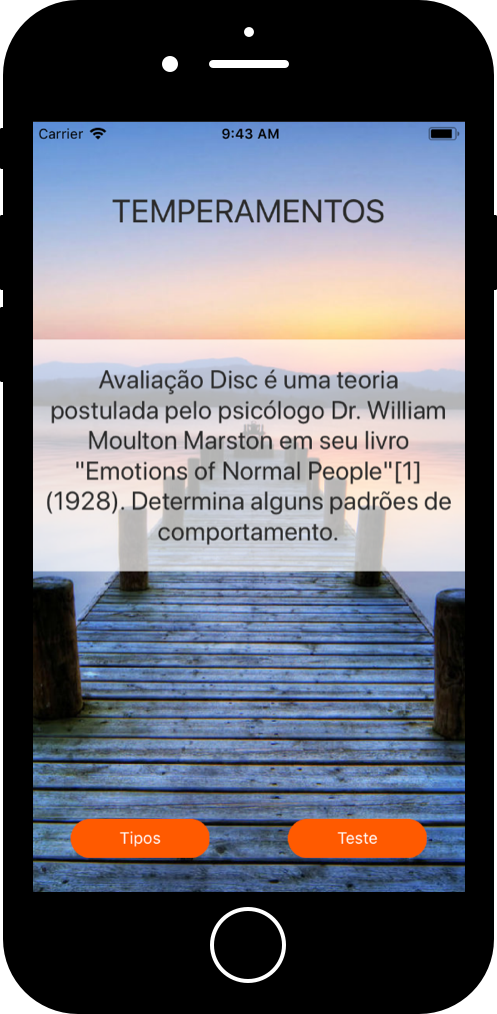 Carrier 9:43 AM
TEMPERAMENTOS
Avaliação Disc é uma teoria
postulada pelo psicólogo Dr. William
Moulton Marston em seu livro
"Emotions of Normal People"[1]
(1928). Determina alguns padrões de
comportamento.
Tipos Teste